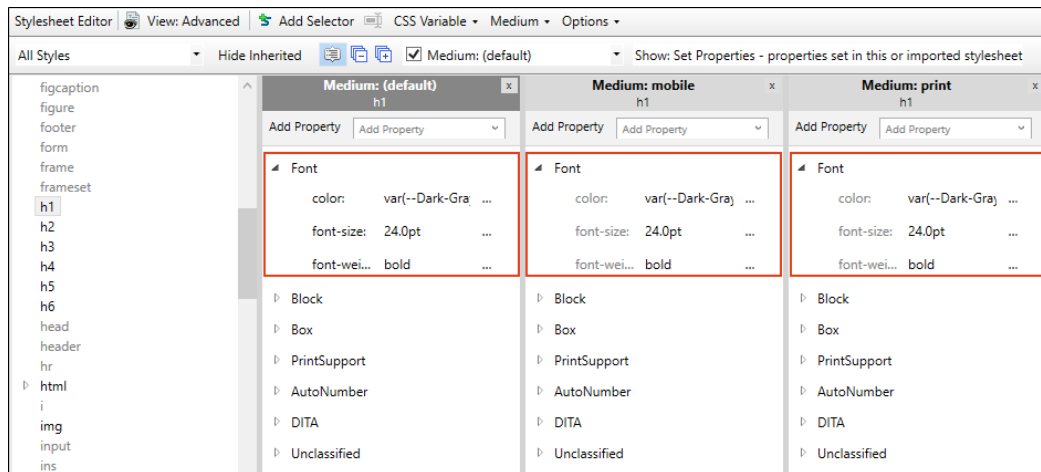 Stylesheet Editor View: Advanced Add Selector CSS Variable Medium Options
All Styles Hide Inherited Medium: (default) Show: Set Properties - properties set in this or imported stylesheet
figcaption
figure
footer
form
frame
frameset
h1
h2
h3
h4
h5
h6
head
header
hr
html
i
img
input
ins
Medium: (default) x
h1
Add Property Add Property
Font
color: var(--Dark-Gray ...
font-size: 24.0pt ...
font-wei... bold ...
Block
Box
PrintSupport
AutoNumber
DITA
Unclassified
Medium: mobile x
h1
Add Property Add Property
Font
color: var(--Dark-Gray ...
font-size: 24.0pt ...
font-wei... bold ...
Block
Box
PrintSupport
AutoNumber
DITA
Unclassified
Medium: print x
h1
Add Property Add Property
Font
color: var(--Dark-Gray ...
font-size: 24.0pt ...
font-wei... bold ...
Block
Box
PrintSupport
AutoNumber
DITA
Unclassified